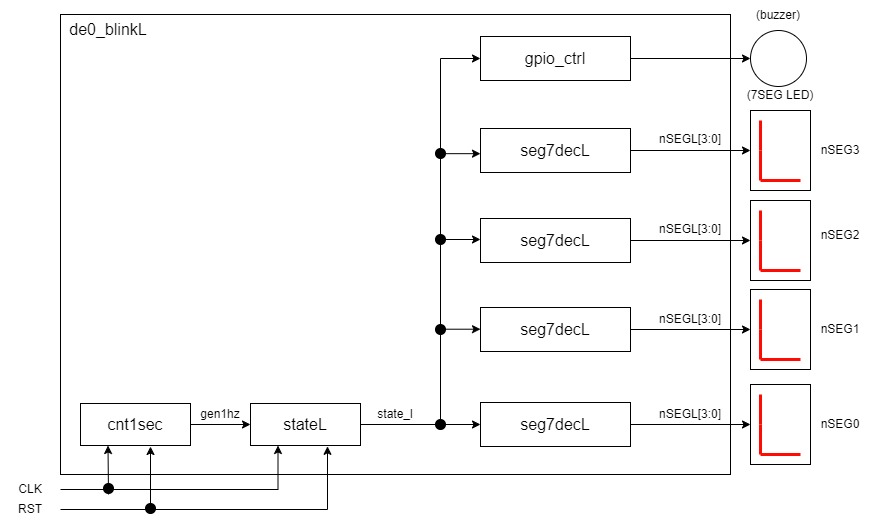 (buzzer)
de0_blinkL
gpio_ctrl
(7SEG LED)
seg7decL
nSEGL[3:0]
nSEG3
seg7decL
nSEGL[3:0]
nSEG2
seg7decL
nSEGL[3:0]
nSEG1
cnt1sec
gen1hz
stateL
state_l
seg7decL
nSEGL[3:0]
nSEG0
CLK
RST